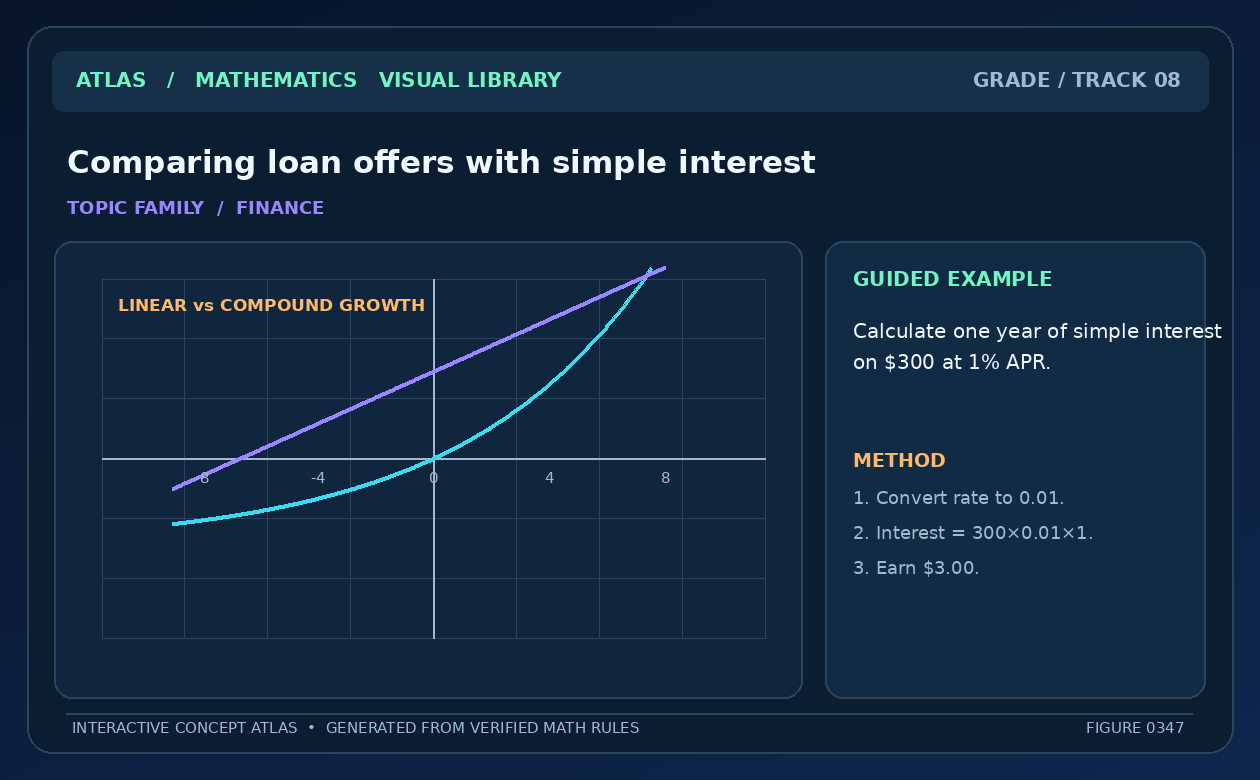 ATLAS / MATHEMATICS VISUAL LIBRARY
GRADE / TRACK 08
Comparing loan offers with simple interest
TOPIC FAMILY / FINANCE
LINEAR vs COMPOUND GROWTH
-8 -4 0 4 8
GUIDED EXAMPLE
Calculate one year of simple interest
on $300 at 1% APR.
METHOD
1. Convert rate to 0.01.
2. Interest = 300×0.01×1.
3. Earn $3.00.
INTERACTIVE CONCEPT ATLAS • GENERATED FROM VERIFIED MATH RULES
FIGURE 0347